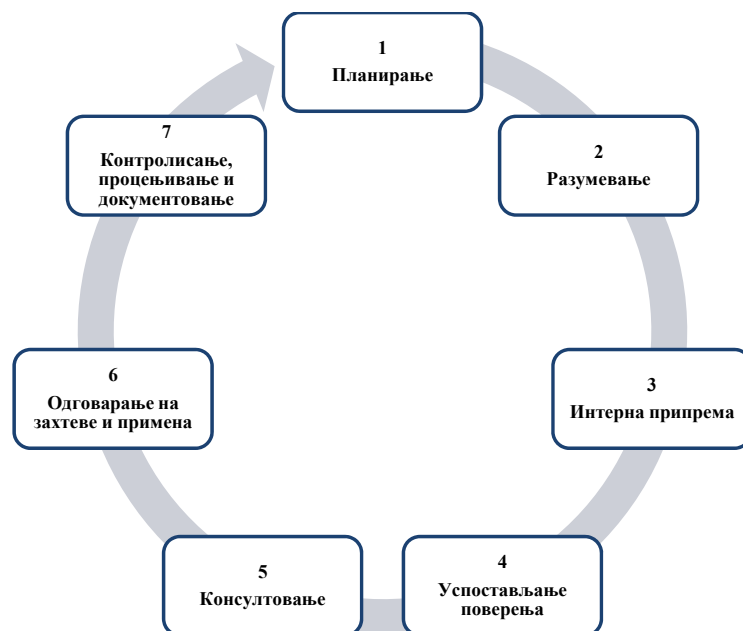 1
Планирање
2
Разумевање
3
Интерна припрема
4
Успостављање
поверења
5
Консултовање
6
Одговарање на
захтеве и примена
7
Контролисање,
процењивање и
документовање